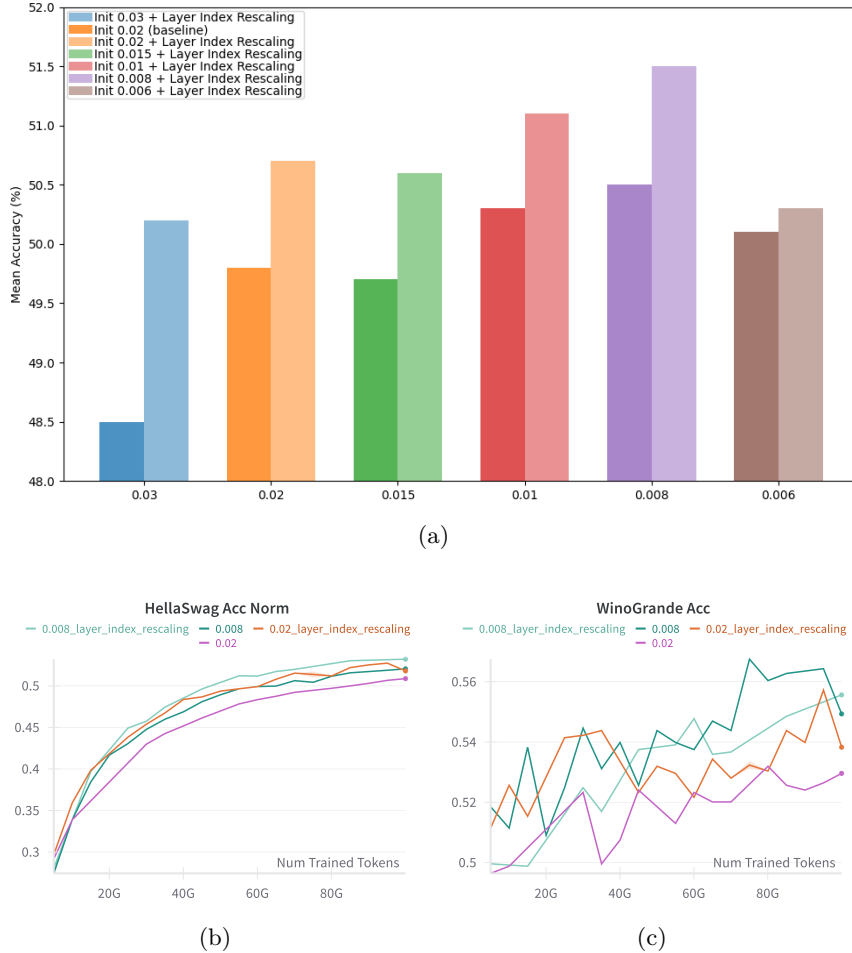 52.0
Init 0.03 + Layer Index Rescaling
Init 0.02 (baseline)
Init 0.02 + Layer Index Rescaling
Init 0.015 + Layer Index Rescaling
Init 0.01 + Layer Index Rescaling
Init 0.008 + Layer Index Rescaling
Init 0.006 + Layer Index Rescaling
51.5
51.0
50.5
50.0
49.5
49.0
48.5
48.0
Mean Accuracy (%)
0.03 0.02 0.015 0.01 0.008 0.006
(a)
HellaSwag Acc Norm
0.008_layer_index_rescaling 0.008 0.02_layer_index_rescaling
0.02
0.5
0.45
0.4
0.35
0.3
Num Trained Tokens
20G 40G 60G 80G
(b)
WinoGrande Acc
0.008_layer_index_rescaling 0.008 0.02_layer_index_rescaling
0.02
0.56
0.54
0.52
0.5
Num Trained Tokens
20G 40G 60G 80G
(c)